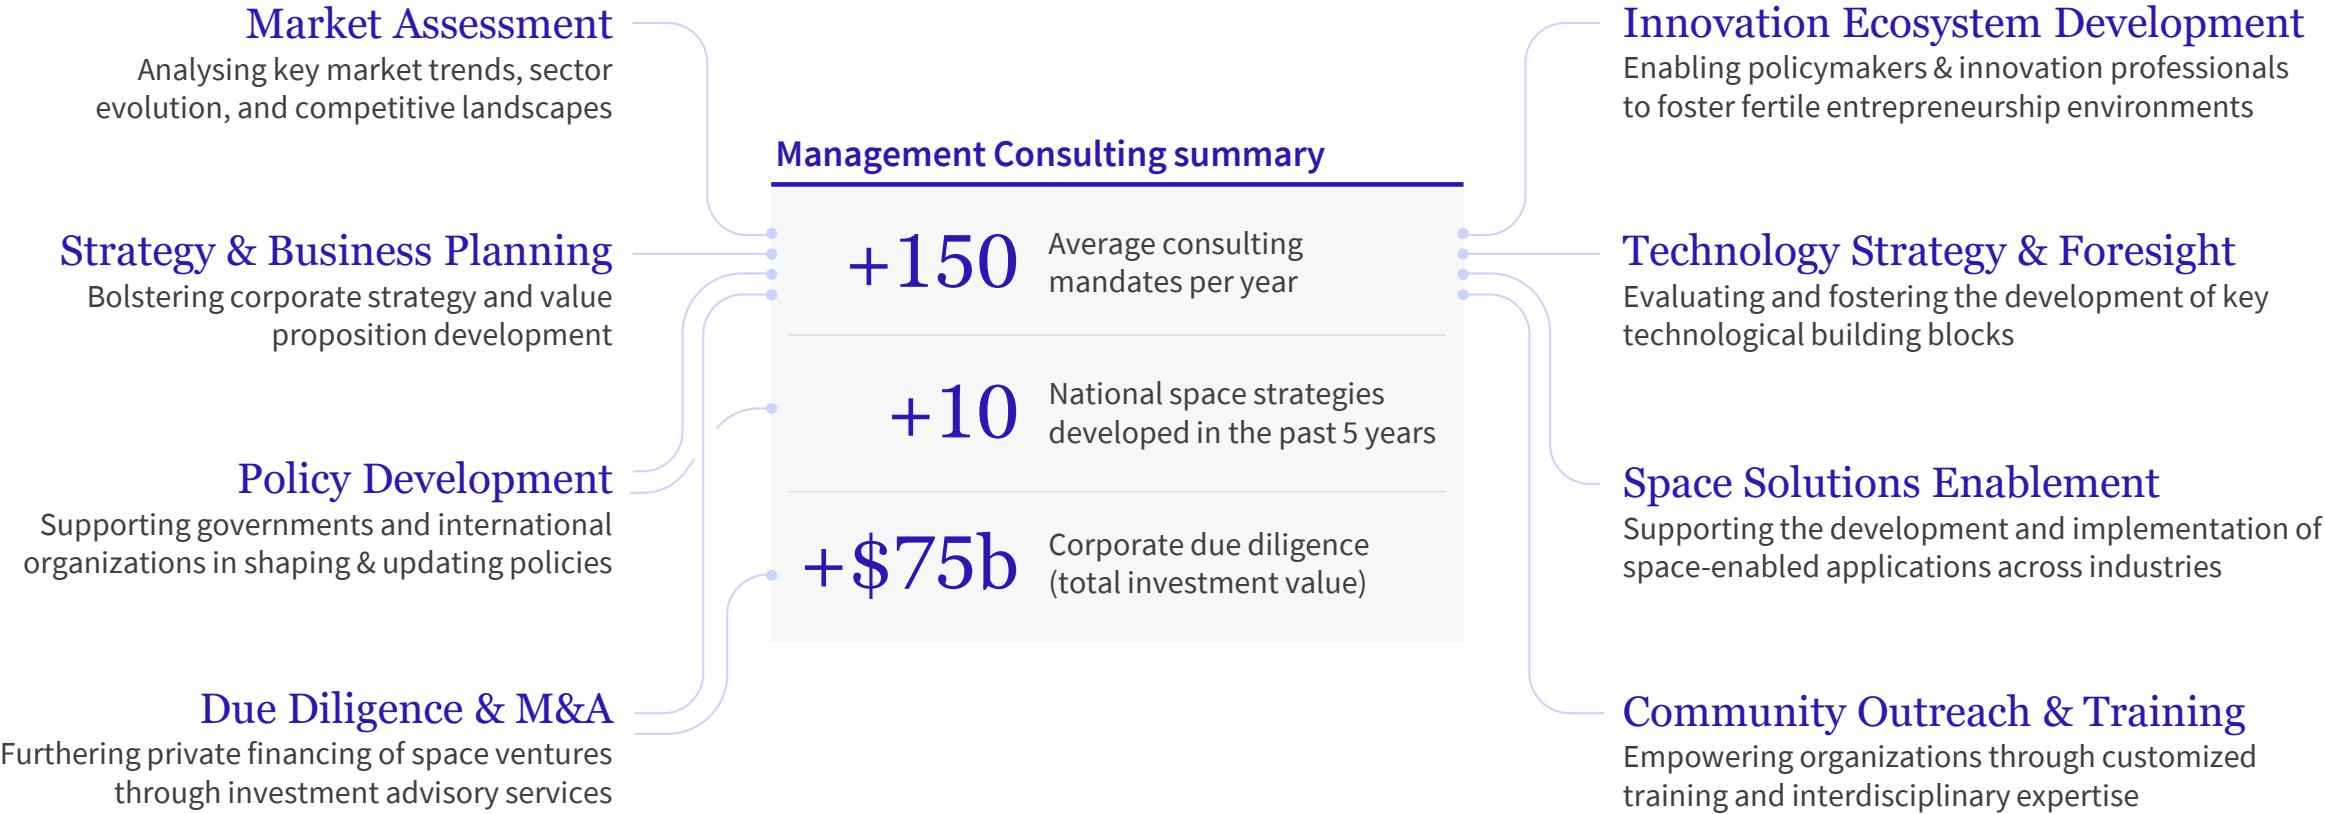 Market Assessment
Analysing key market trends, sector
evolution, and competitive landscapes
Strategy & Business Planning
Bolstering corporate strategy and value
proposition development
Policy Development
Supporting governments and international
organizations in shaping & updating policies
Due Diligence & M&A
Furthering private financing of space ventures
through investment advisory services
Management Consulting summary
+150
Average consulting
mandates per year
+10
National space strategies
developed in the past 5 years
+$75b
Corporate due diligence
(total investment value)
Innovation Ecosystem Development
Enabling policymakers & innovation professionals
to foster fertile entrepreneurship environments
Technology Strategy & Foresight
Evaluating and fostering the development of key
technological building blocks
Space Solutions Enablement
Supporting the development and implementation of
space-enabled applications across industries
Community Outreach & Training
Empowering organizations through customized
training and interdisciplinary expertise